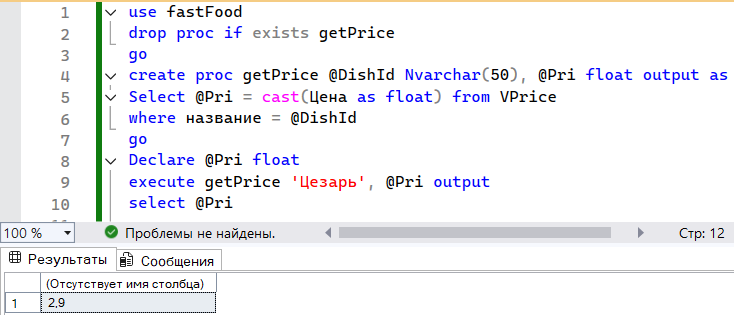 1 use fastFood
2 drop proc if exists getPrice
3 go
4 create proc getPrice @DishId Nvarchar(50), @Pri float output as
5 Select @Pri = cast(Цена as float) from VPrice
6 where название = @DishId
7 go
8 Declare @Pri float
9 execute getPrice 'Цезарь', @Pri output
10 select @Pri
100 % Проблемы не найдены. Стр: 12
Результаты Сообщения
(Отсутствует имя столбца)
1 2,9